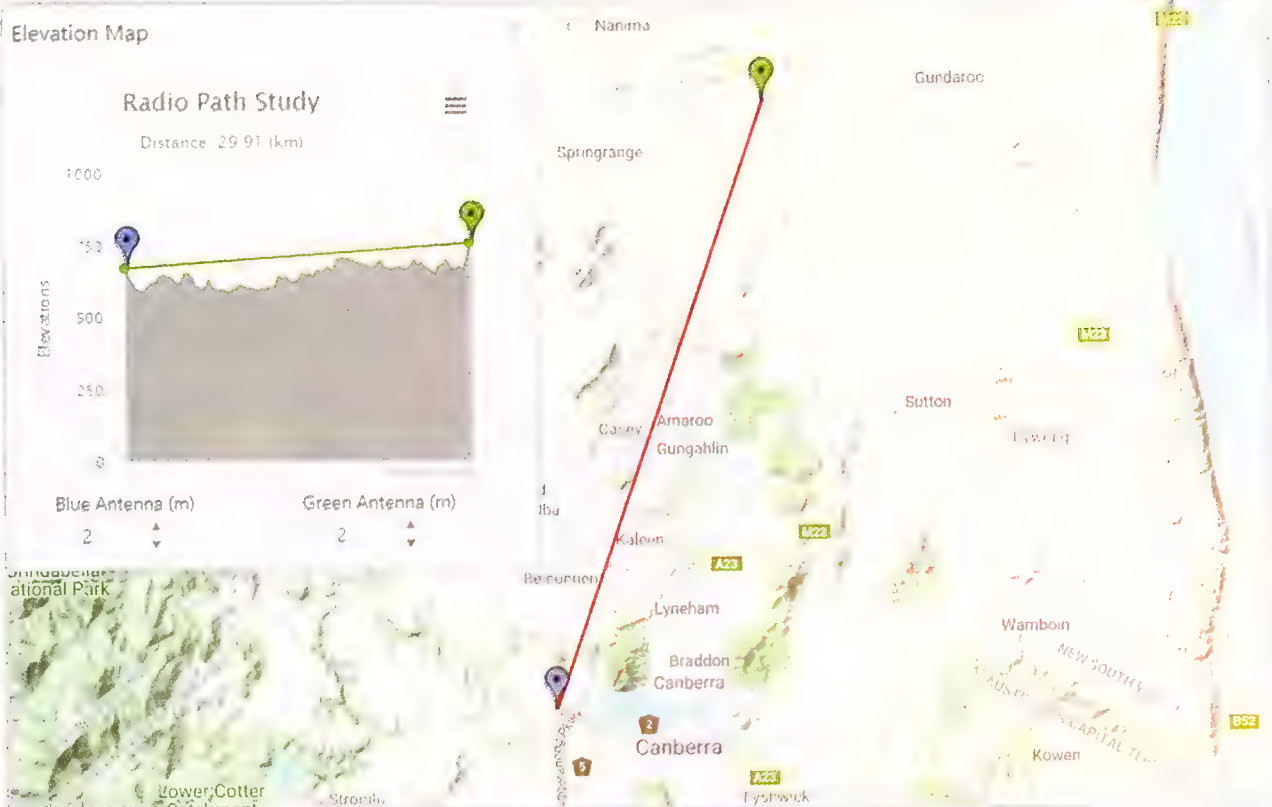 Elevation Map
Radio Path Study
Distance 29.91 (km)
1000
750
500
250
0
Elevations
Blue Antenna (m)
Green Antenna (m)
2
2
Nanima
Springrange
Casey
Amaroo
Gungahlin
Sutton
M23
M23
A23
Kaleen
Belconnen
Lyneham
Braddon
Canberra
Wamboin
NEW SOUTH
CAPITAL
B52
2
Canberra
5
Kowen
A23
Fyshwick
ational Park
Lower Cotter
Stromlo